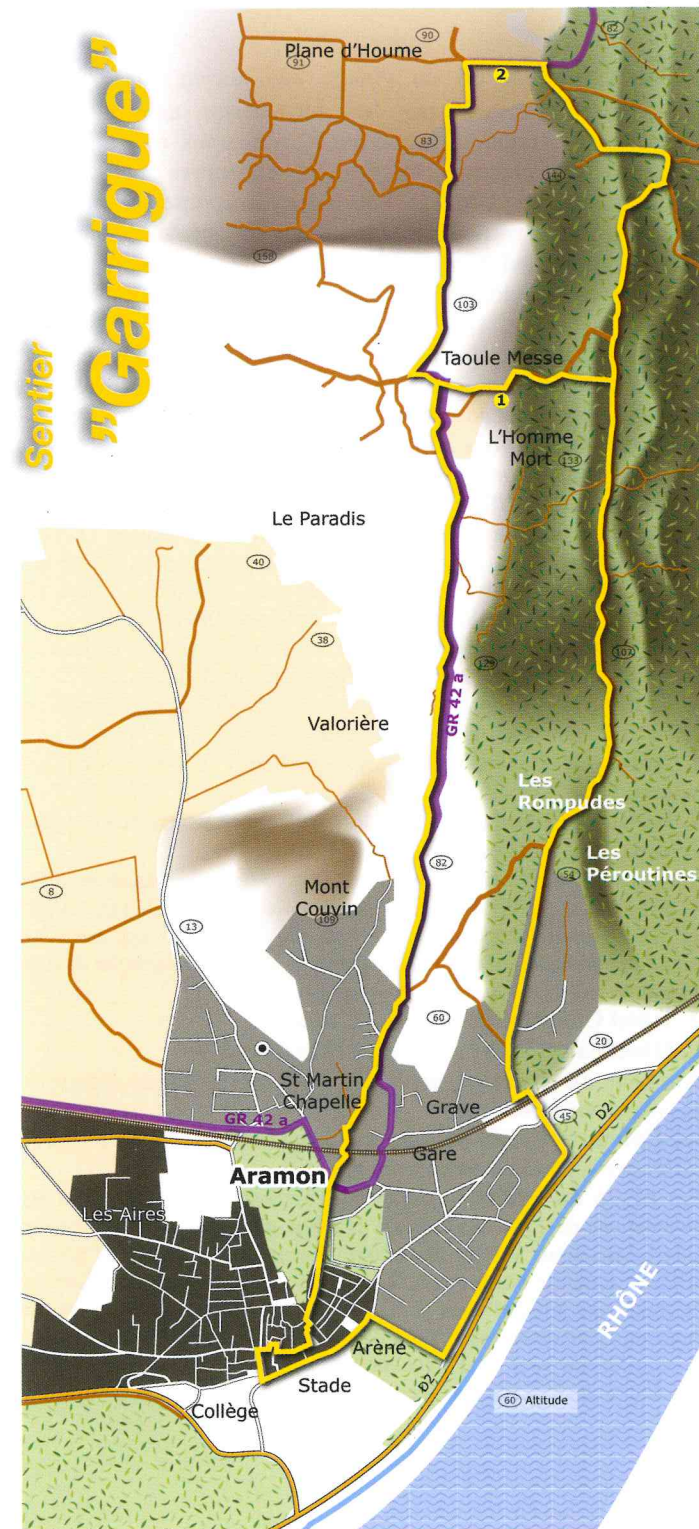 Sentier
"Garrigue"
90
82
Plane d'Houme
91
2
83
144
158
103
Taoule Messe
1
L'Homme
Mort
133
Le Paradis
40
38
GR 42 a
107
Valorière
Les
Rompudes
82
Les
Péroutines
54
8
Mont
Couvin
109
13
60
20
St Martin
Chapelle
Grave
45
D2
GR 42 a
Gare
Aramon
Les Aires
RHÔNE
Arène
D2
Stade
Collège
60 Altitude